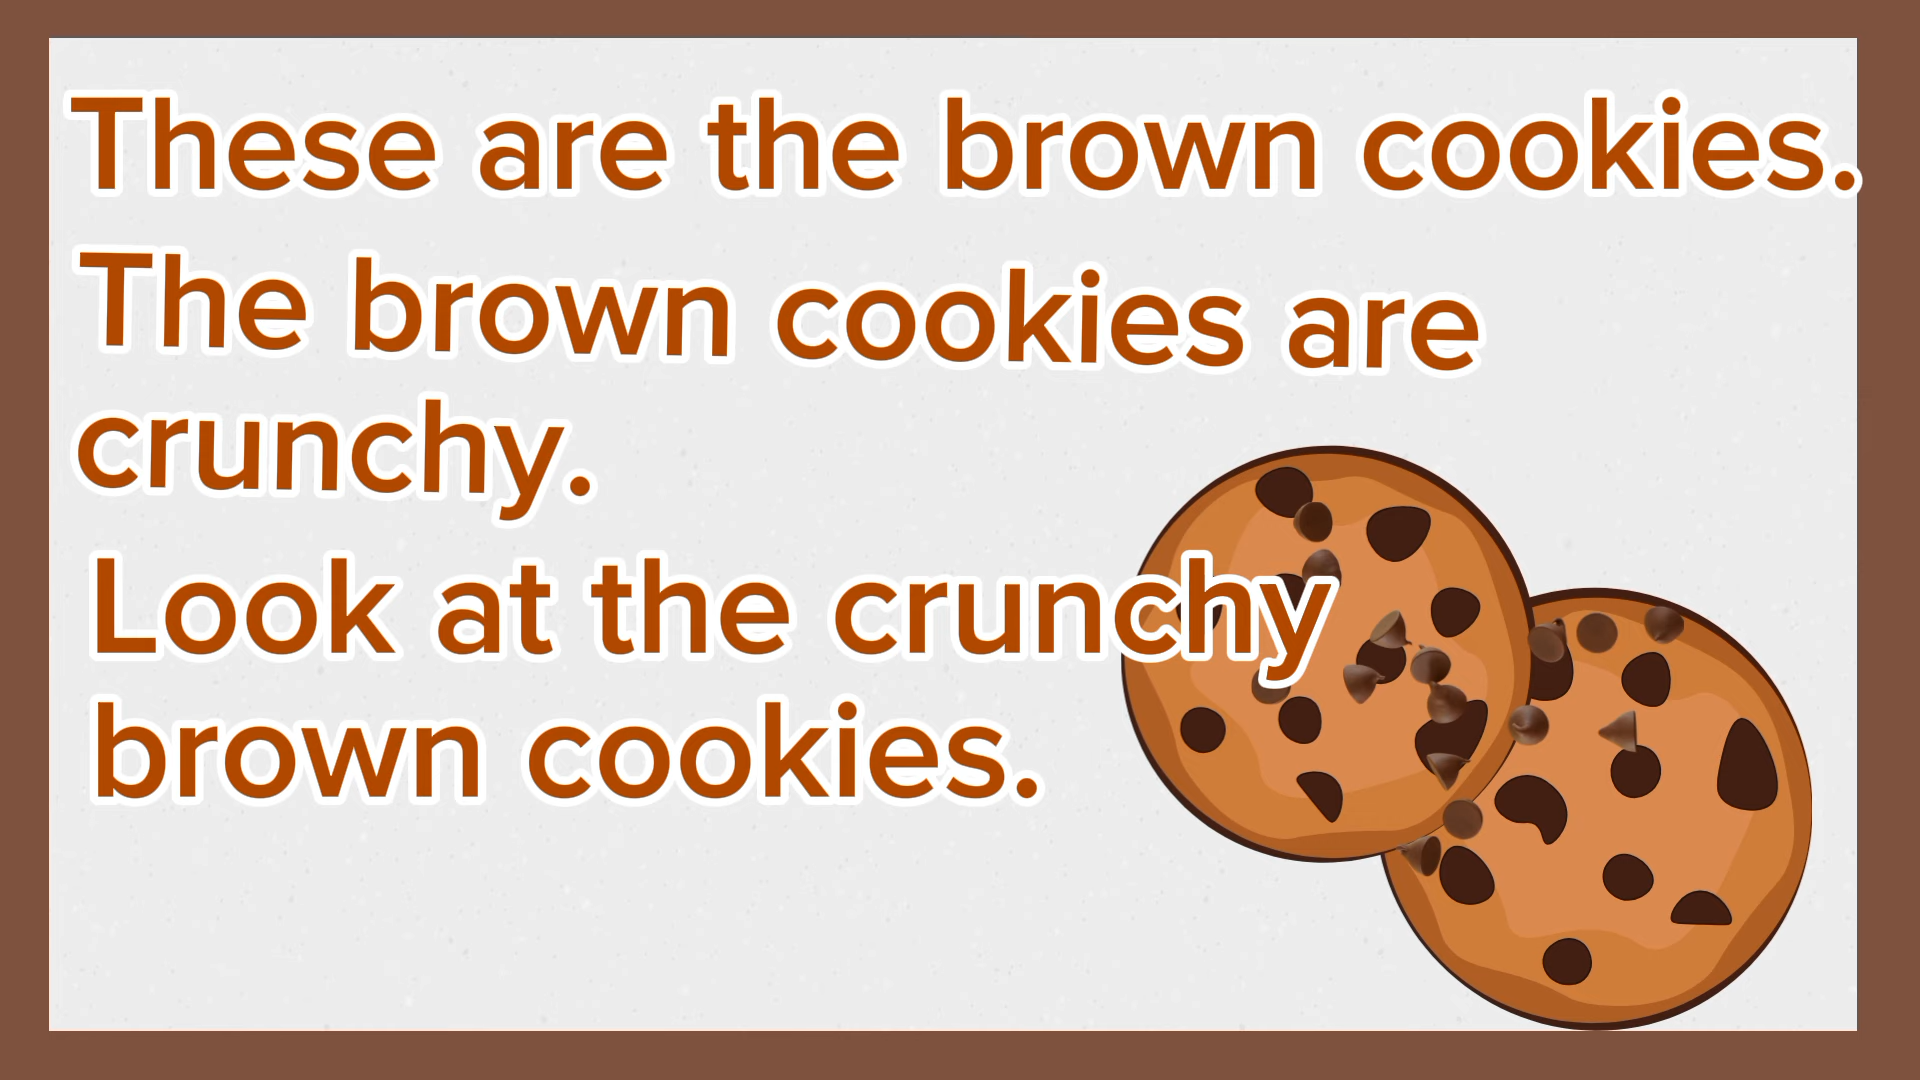 These are the brown cookies.
The brown cookies are
crunchy.
Look at the crunchy
brown cookies.